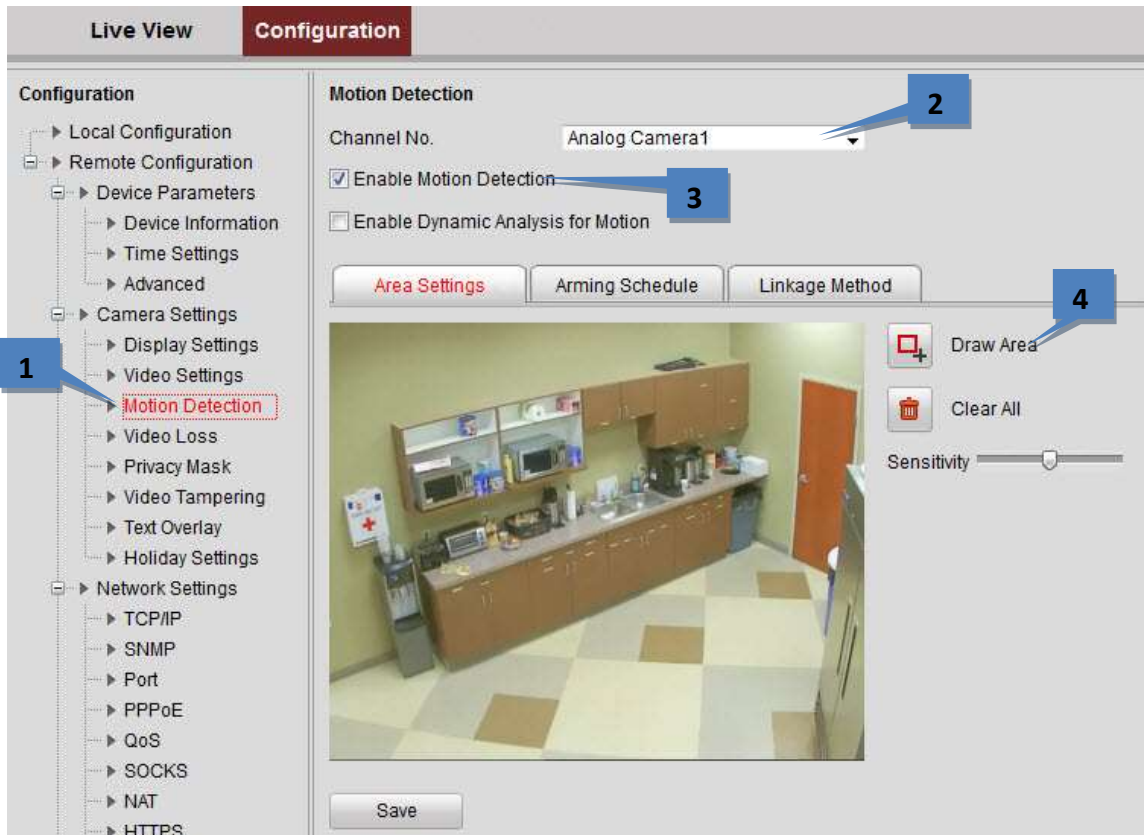 Live View Configuration
Configuration
Local Configuration
Remote Configuration
Device Parameters
Device Information
Time Settings
Advanced
Camera Settings
Display Settings
Video Settings
1
Motion Detection
Video Loss
Privacy Mask
Video Tampering
Text Overlay
Holiday Settings
Network Settings
TCP/IP
SNMP
Port
PPPoE
QoS
SOCKS
NAT
HTTPS
Motion Detection
2
Channel No. Analog Camera1
Enable Motion Detection
3
Enable Dynamic Analysis for Motion
Area Settings Arming Schedule Linkage Method
4
Draw Area
Clear All
Sensitivity
Save